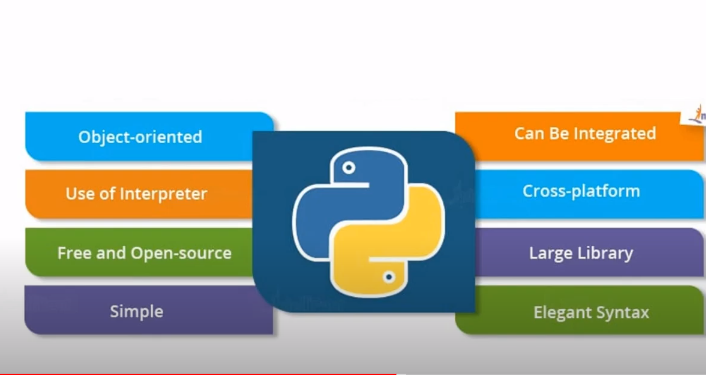 Object-oriented
Use of Interpreter
Free and Open-source
Simple
Can Be Integrated
Cross-platform
Large Library
Elegant Syntax